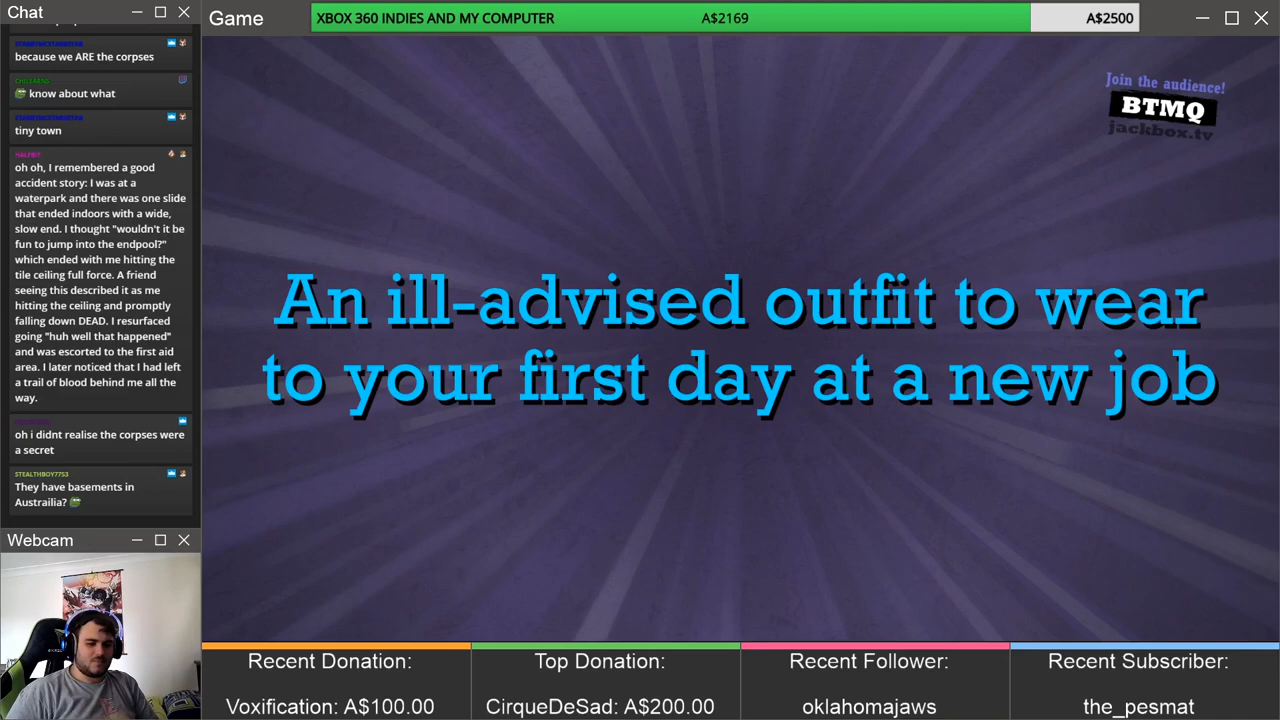 Chat
because we ARE the corpses
know about what
tiny town
HALFBIT
oh oh, I remembered a good
accident story: I was at a
waterpark and there was one slide
that ended indoors with a wide,
slow end. I thought "wouldn't it be
fun to jump into the endpool?"
which ended with me hitting the
tile ceiling full force. A friend
seeing this described it as me
hitting the ceiling and promptly
falling down DEAD. I resurfaced
going "huh well that happened"
and was escorted to the first aid
area. I later noticed that I had left
a trail of blood behind me all the
way.
oh i didnt realise the corpses were
a secret
STEALTHBOY7753
They have basements in
Austrailia?
Webcam
Game
XBOX 360 INDIES AND MY COMPUTER
A$2169
A$2500
Join the audience!
BTMQ
jackbox.tv
An ill-advised outfit to wear
to your first day at a new job
Recent Donation:
Voxification: A$100.00
Top Donation:
CirqueDeSad: A$200.00
Recent Follower:
oklahomajaws
Recent Subscriber:
the_pesmat